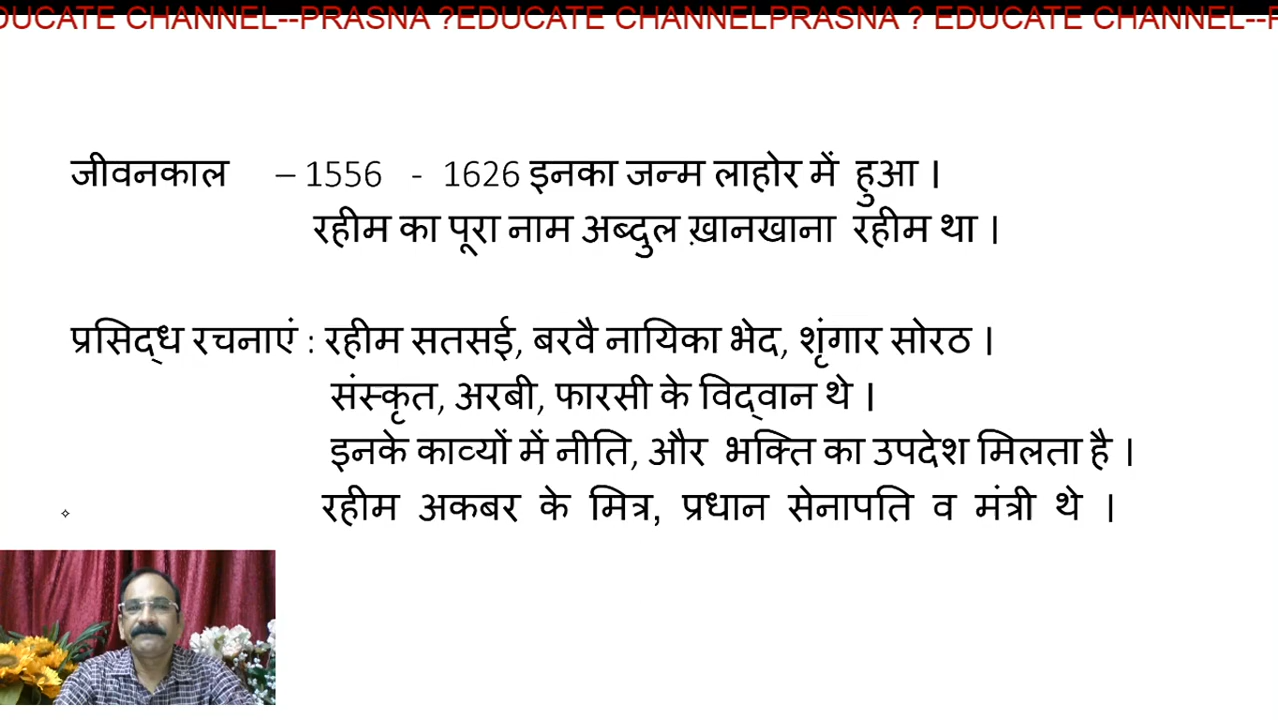 DUCATE CHANNEL--PRASNA ?EDUCATE CHANNELPRASNA ? EDUCATE CHANNEL--P
जीवनकाल – 1556 - 1626 इनका जन्म लाहोर में हुआ ।
रहीम का पूरा नाम अब्दुल ख़ानखाना रहीम था ।
प्रसिद्ध रचनाएं : रहीम सतसई, बरवै नायिका भेद, शृंगार सोरठ ।
संस्कृत, अरबी, फारसी के विद्वान थे ।
इनके काव्यों में नीति, और भक्ति का उपदेश मिलता है ।
रहीम अकबर के मित्र, प्रधान सेनापति व मंत्री थे ।